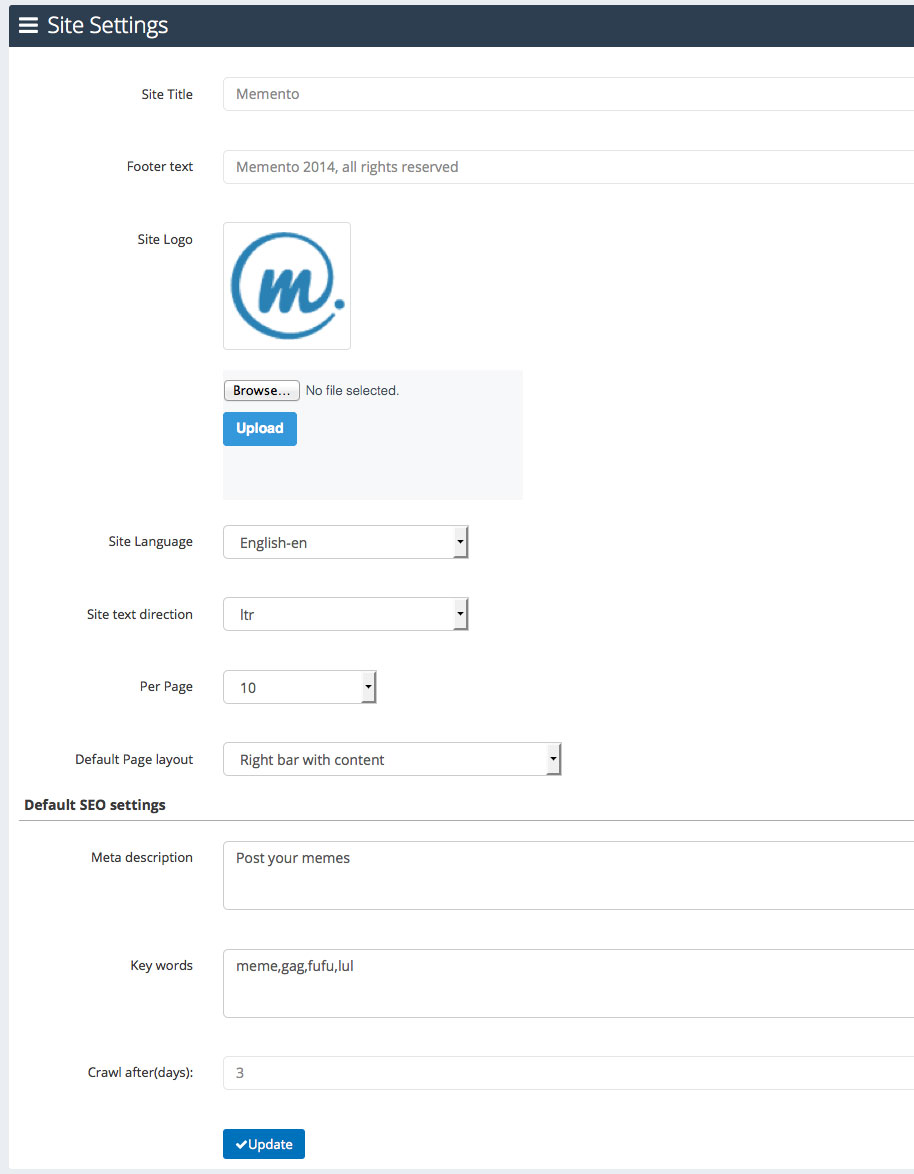 Site Settings
Site Title Memento
Footer text Memento 2014, all rights reserved
Site Logo
m.
Browse... No file selected.
Upload
Site Language English-en
Site text direction ltr
Per Page 10
Default Page layout Right bar with content
Default SEO settings
Meta description Post your memes
Key words meme,gag,fufu,lul
Crawl after(days): 3
Update